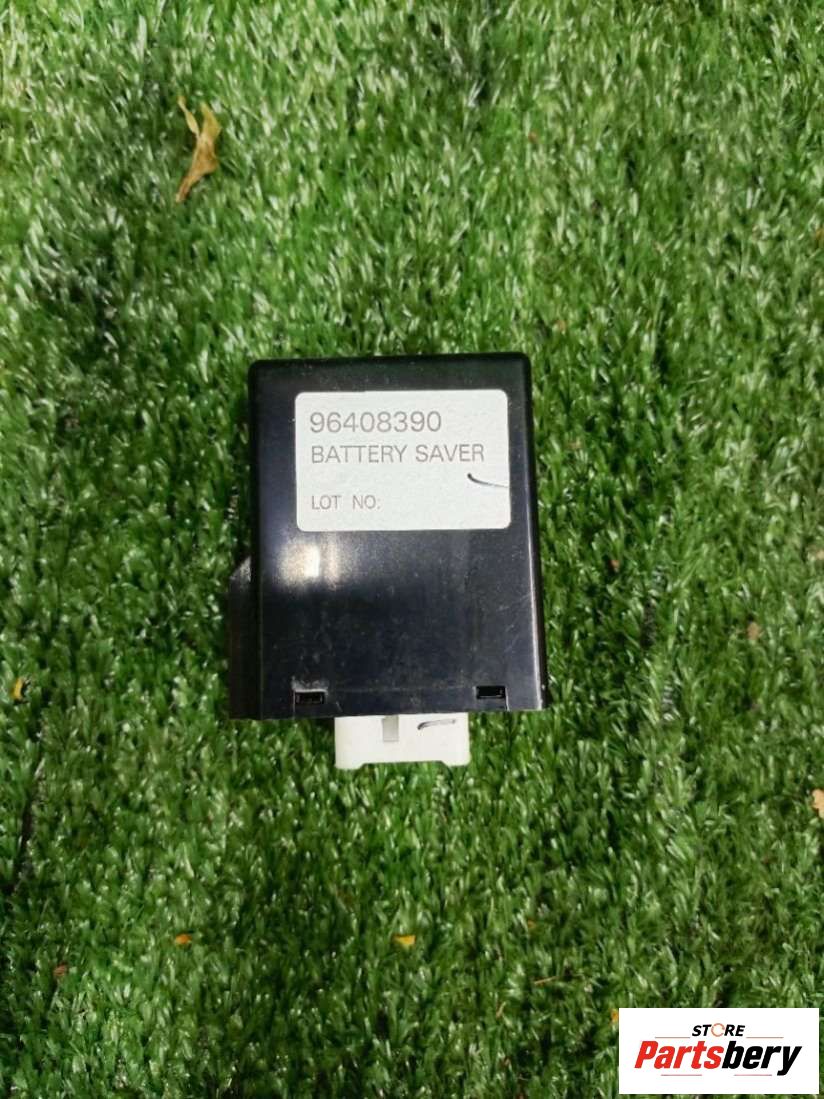 96408390
BATTERY SAVER
LOT NO:
STORE
Partsbery